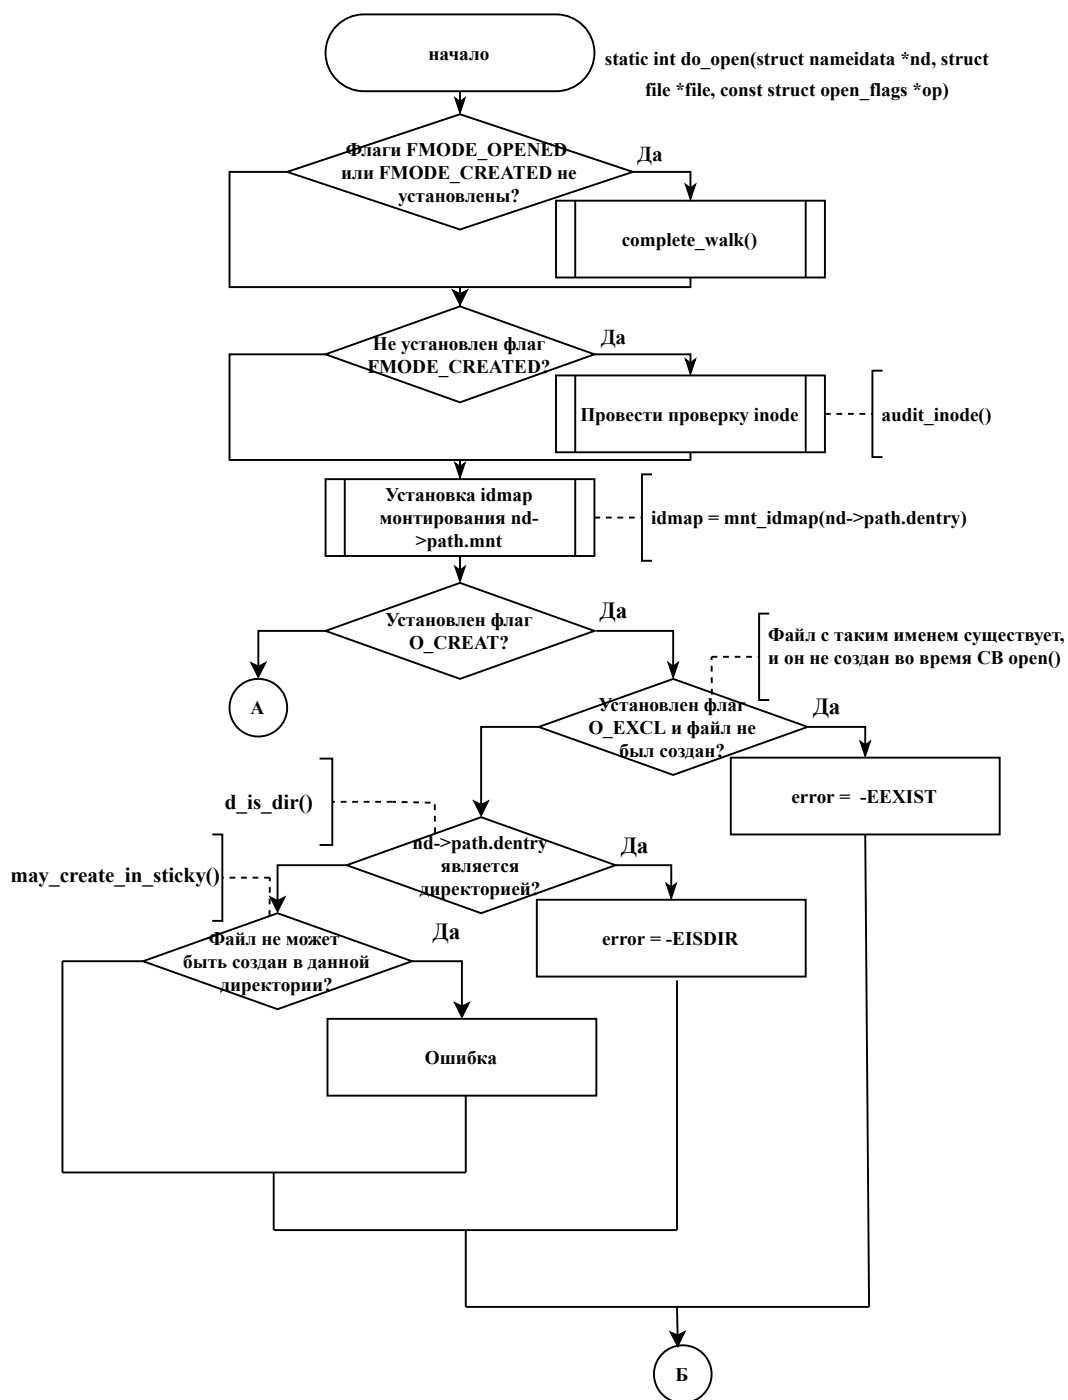 начало
static int do_open(struct nameidata *nd, struct
file *file, const struct open_flags *op)
Флаги FMODE_OPENED
или FMODE_CREATED не
установлены?
Да
complete_walk()
Не установлен флаг
FMODE_CREATED?
Да
Провести проверку inode
audit_inode()
Установка idmap
монтирования nd-
>path.mnt
idmap = mnt_idmap(nd->path.dentry)
Установлен флаг
O_CREAT?
Да
А
Файл с таким именем существует,
и он не создан во время СВ open()
Установлен флаг
O_EXCL и файл не
был создан?
Да
error =  -EEXIST
d_is_dir()
nd->path.dentry
является
директорией?
Да
error = -EISDIR
may_create_in_sticky()
Файл не может
быть создан в данной
директории?
Да
Ошибка
Б